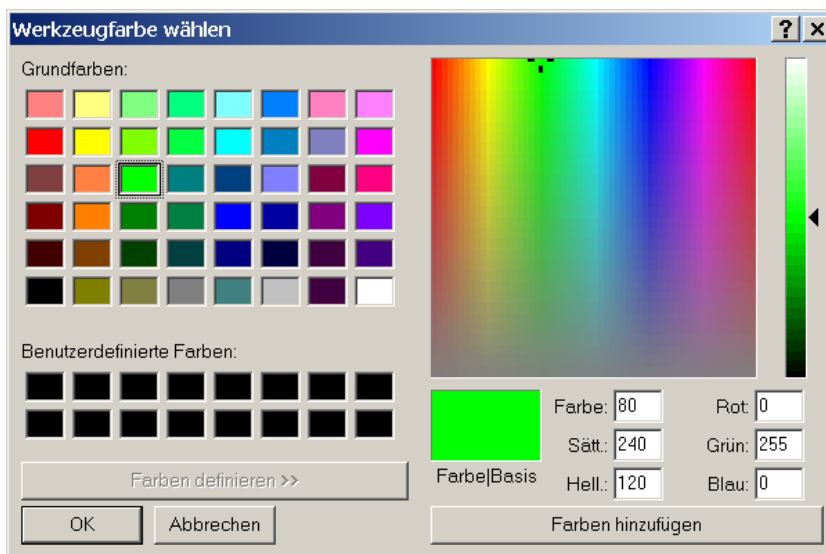 Werkzeugfarbe wählen
Grundfarben:
Benutzerdefinierte Farben:
Farben definieren >>
OK
Abbrechen
Farbe|Basis
Farbe: 80
Sätt.: 240
Hell.: 120
Rot: 0
Grün: 255
Blau: 0
Farben hinzufügen